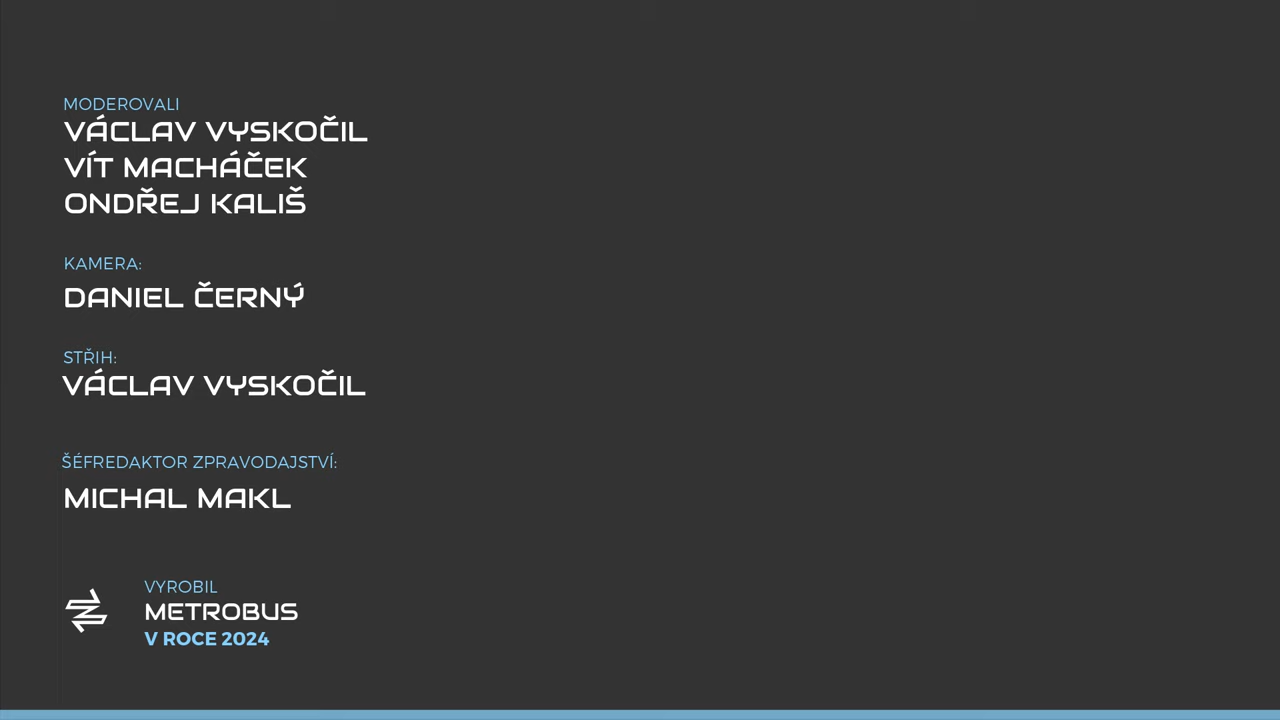 MODEROVALI
VÁCLAV VYSKOČIL
VÍT MACHÁČEK
ONDŘEJ KALIŠ
KAMERA:
DANIEL ČERNÝ
STŘIH:
VÁCLAV VYSKOČIL
ŠÉFREDAKTOR ZPRAVODAJSTVÍ:
MICHAL MAKL
VYROBIL
METROBUS
V ROCE 2024